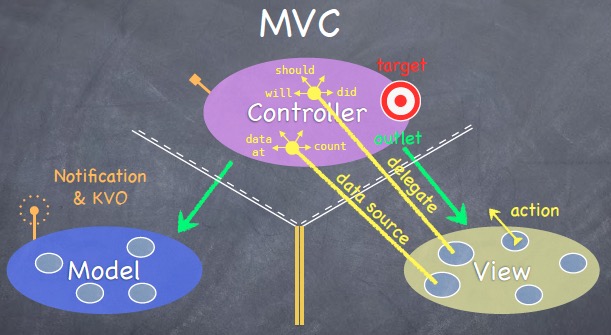 MVC
should
target
will
did
Controller
data
at
count
outlet
delegate
data source
Notification
& KVO
action
Model
View